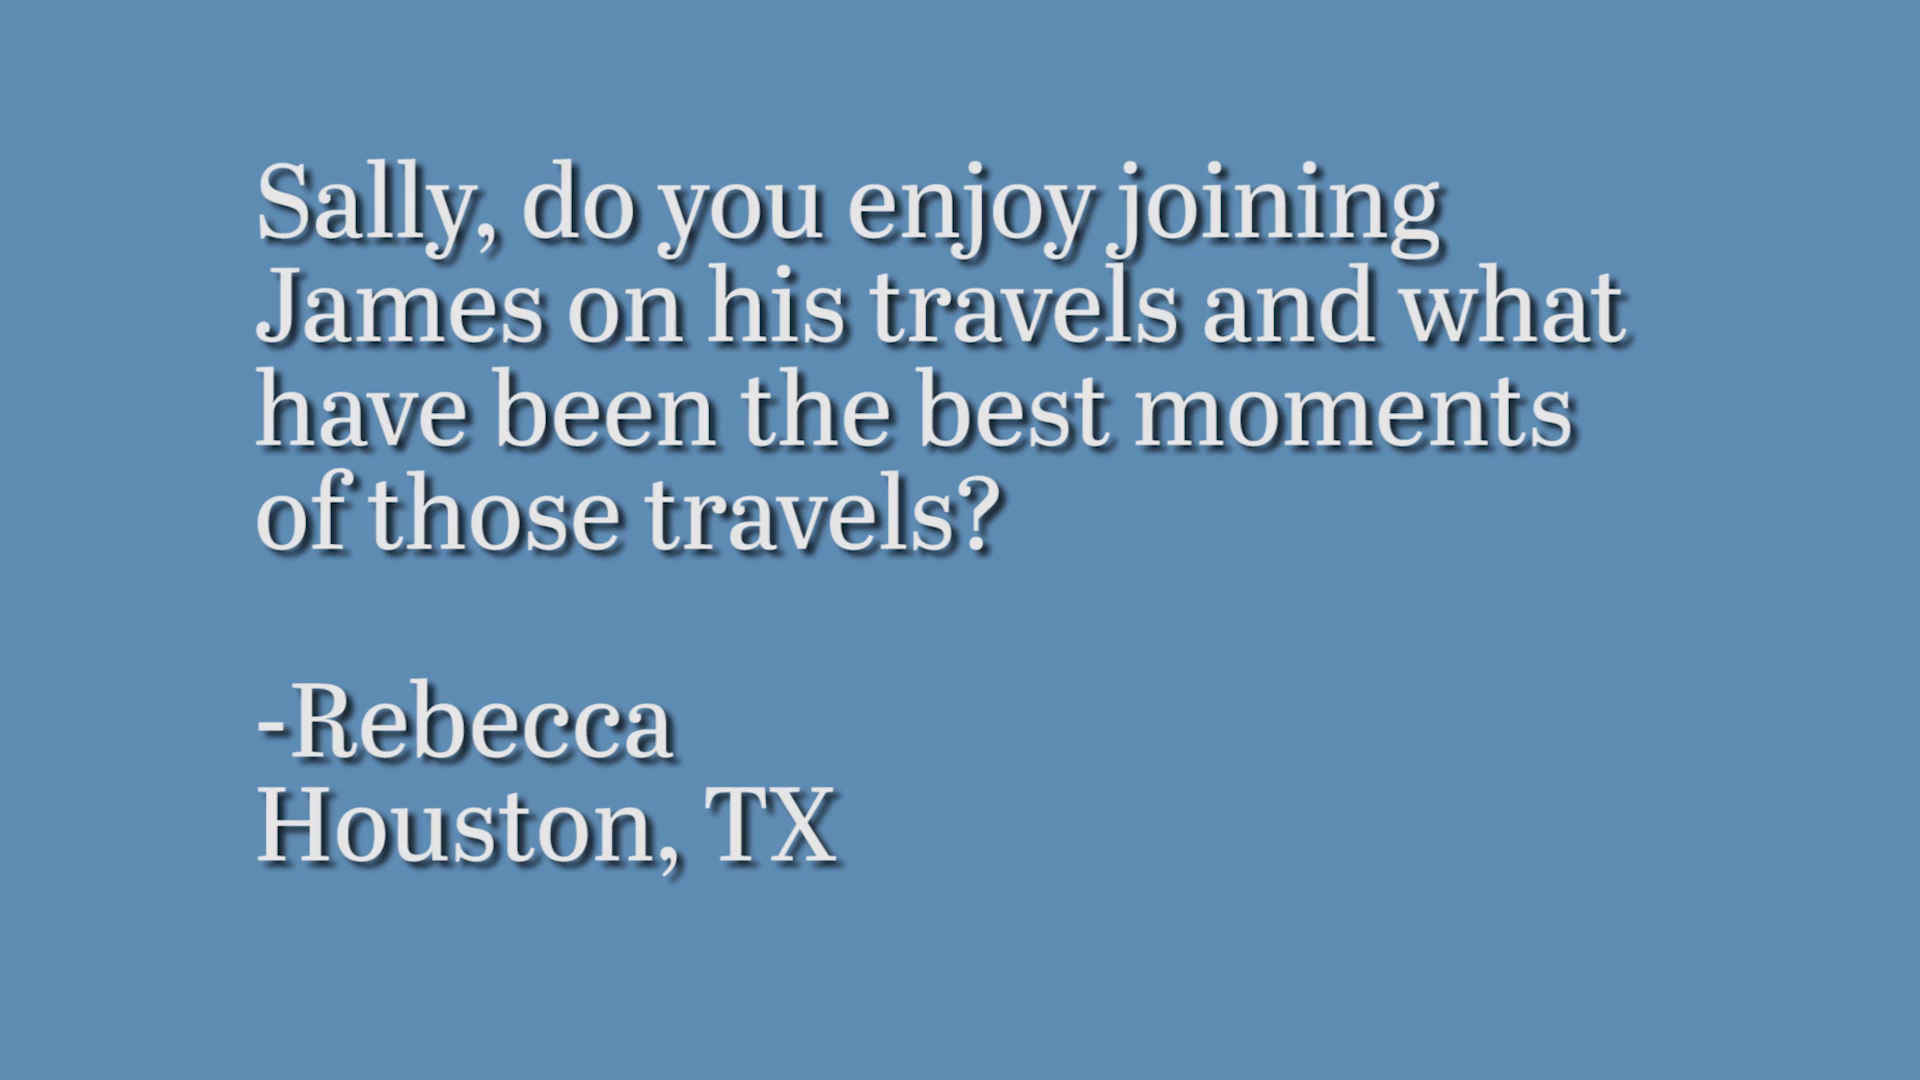 Sally, do you enjoy joining
James on his travels and what
have been the best moments
of those travels?
-Rebecca
Houston, TX